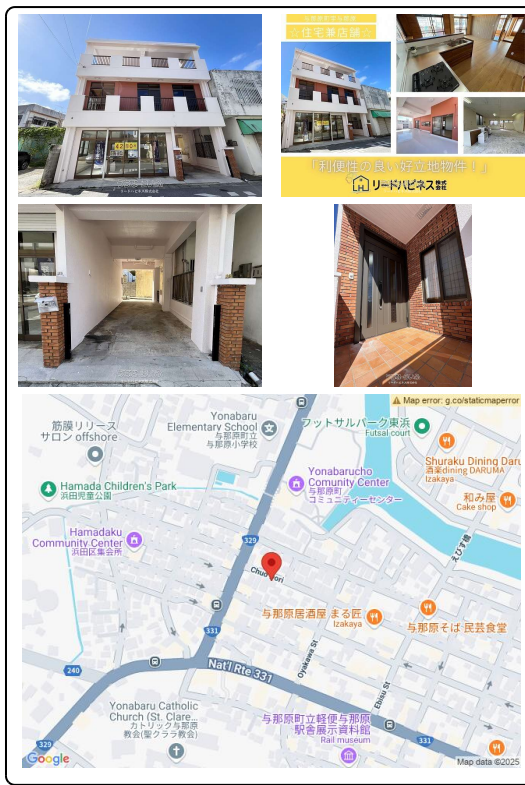 ☆住宅兼店舗☆
「利便性の良い好立地物件！」
リードハピネス 株式会社
Map error: g.co/staticmaperror
筋膜リリース
サロン offshore
Yonabaru
Elementary School
与那原町立
与那原小学校
フットサルパーク東浜
Futsal court
Shuraku Dining Daru
酒楽dining DARUMA
Izakaya
Hamada Children's Park
浜田児童公園
Yonabarucho
Comunity Center
与那原町
コミュニティーセンター
和み屋
Cake shop
Hamadaku
Community Center
浜田区集会所
329
えびす橋
Chuo Dori
331
与那原居酒屋 まる匠
Izakaya
与那原そば 民芸食堂
Oyakawa St
240
Nat'l Rte 331
Ebisu St
Yonabaru Catholic
Church (St. Clare...
カトリック与那原
教会(聖クララ教会)
与那原町立軽便与那原
駅舎展示資料館
Rail museum
331
329
Google
Map data ©2025